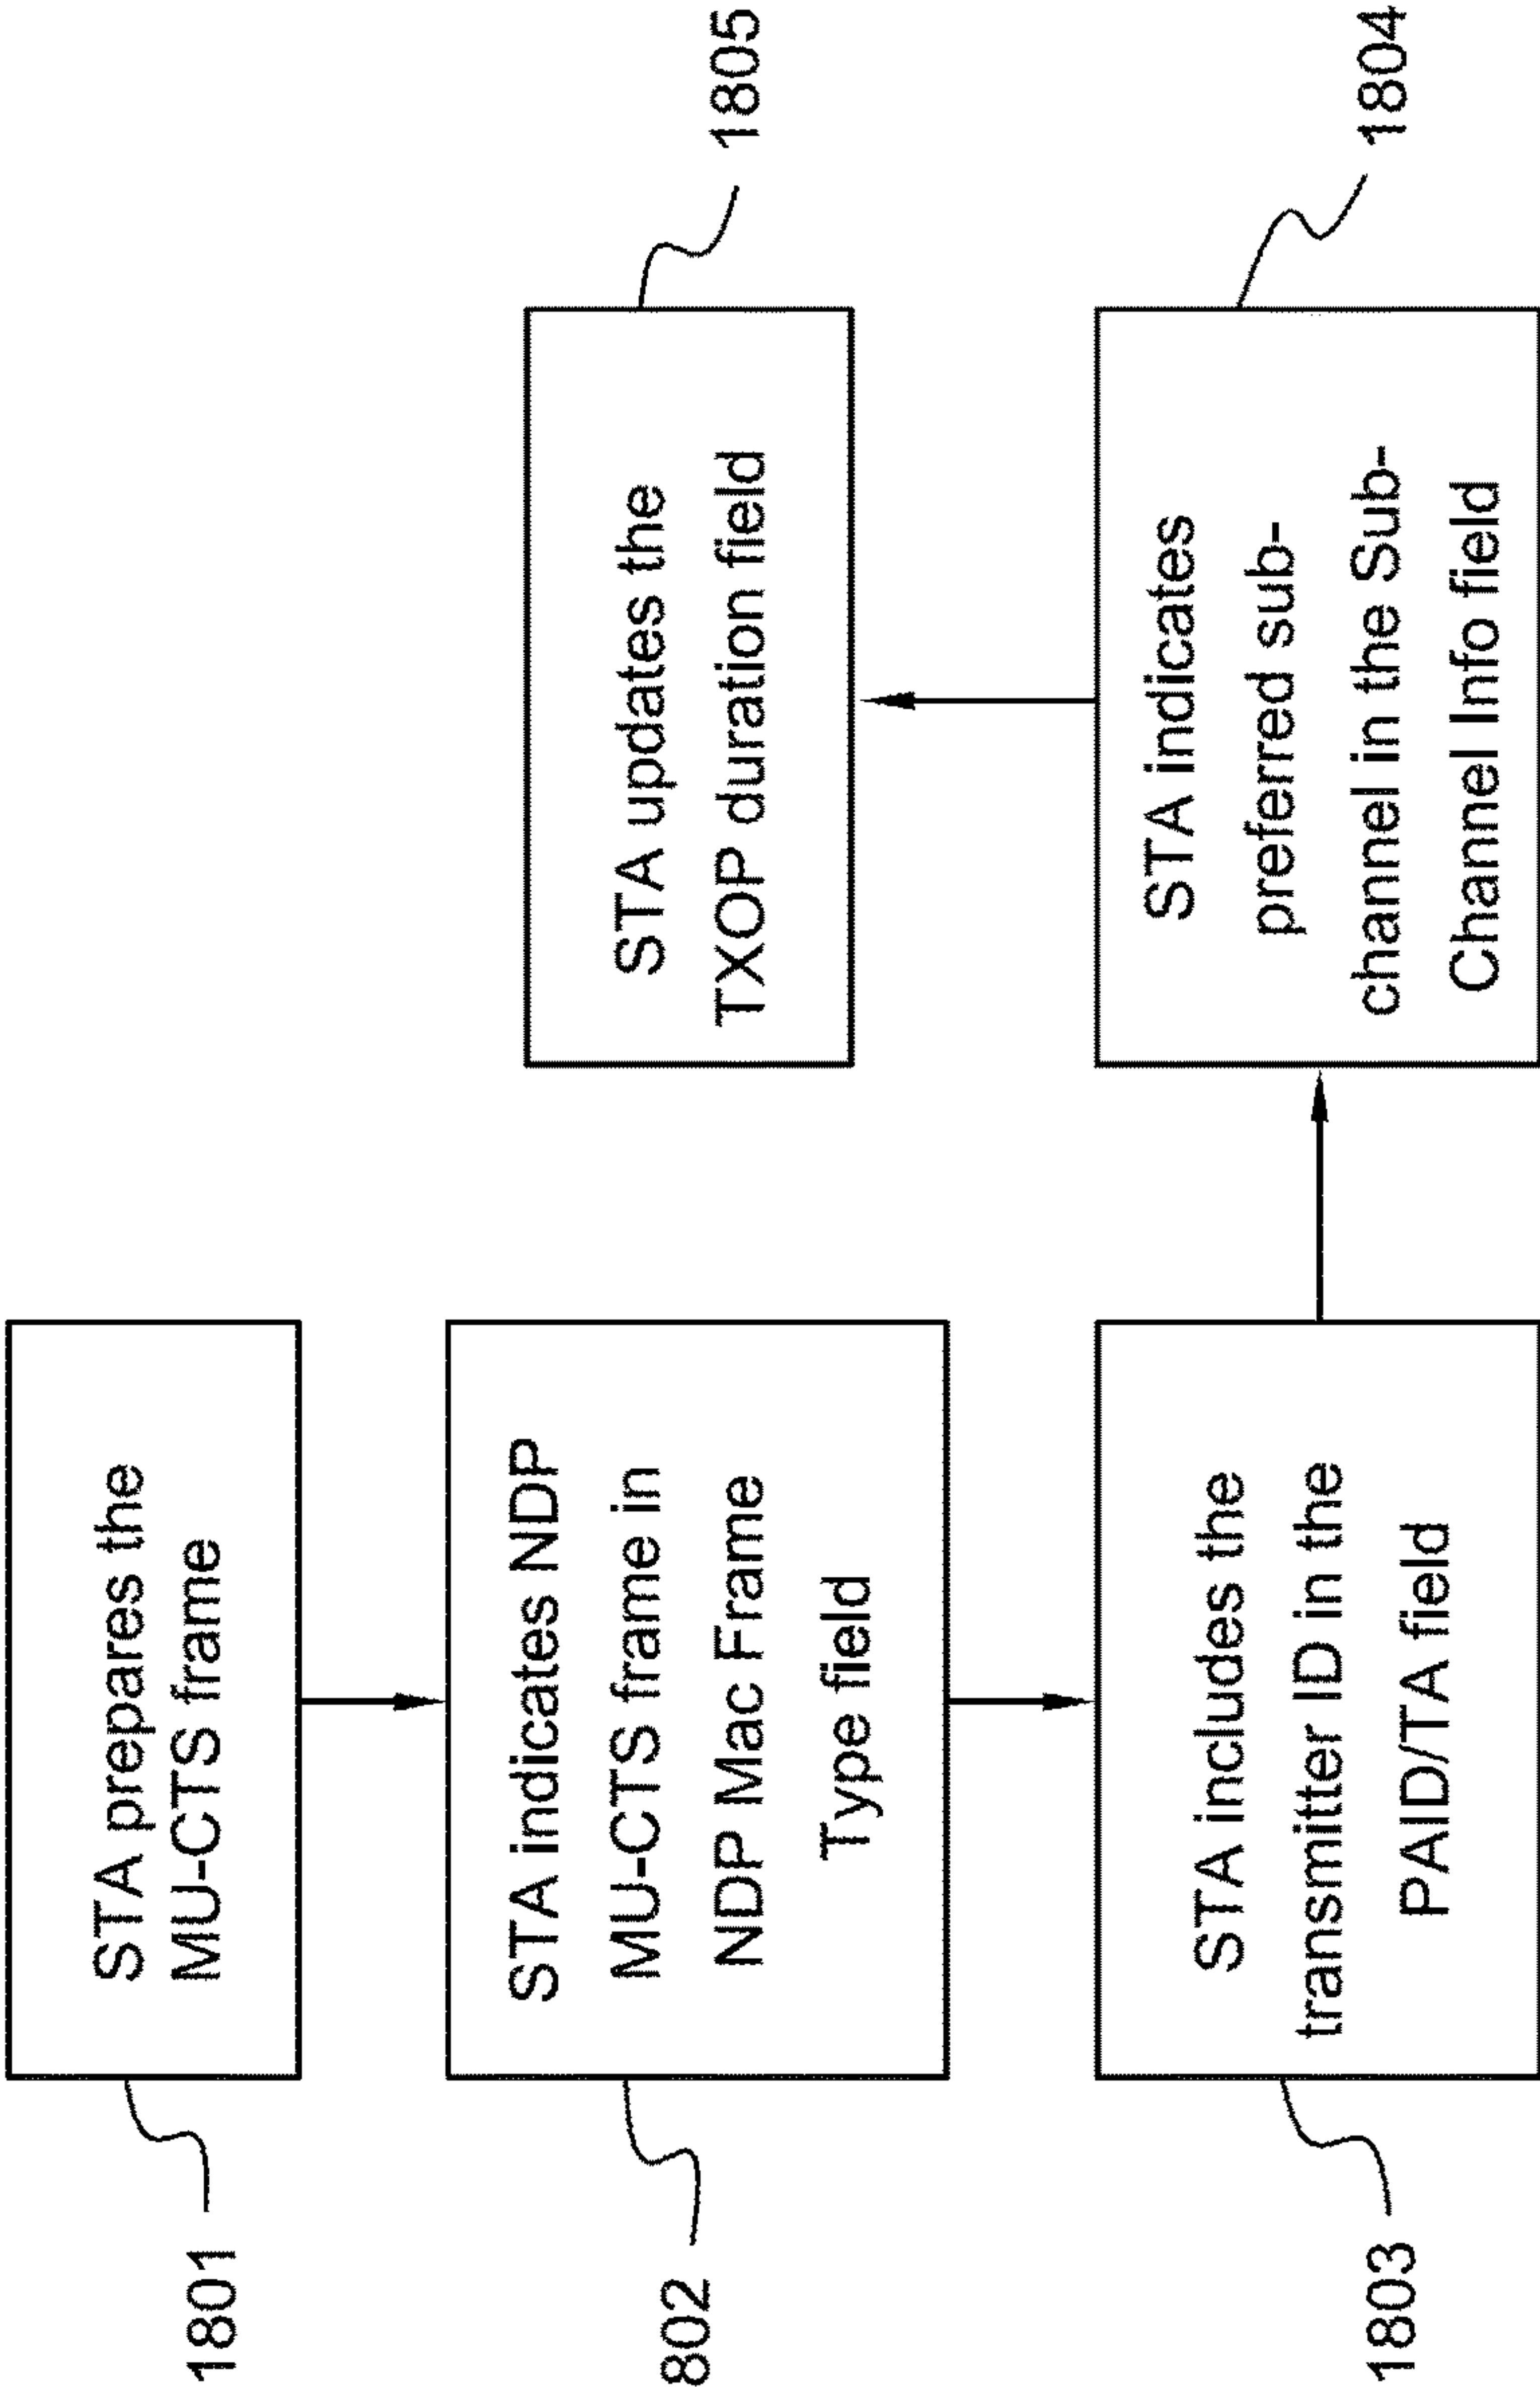 1801
STA prepares the
MU-CTS frame
802
STA indicates NDP
MU-CTS frame in
NDP Mac Frame
Type field
1803
STA includes the
transmitter ID in the
PAID/TA field
1804
STA indicates
preferred sub-
channel in the Sub-
Channel Info field
1805
STA updates the
TXOP duration field